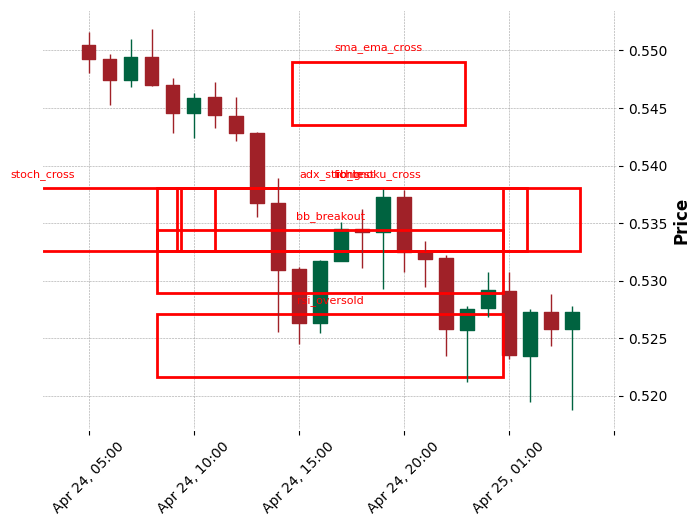 sma_ema_cross
0.550
0.545
0.540
stoch_cross
adx_strong
ichimoku_cross
0.535
bb_breakout
0.530
rsi_oversold
0.525
0.520
Price
Apr 24, 05:00
Apr 24, 10:00
Apr 24, 15:00
Apr 24, 20:00
Apr 25, 01:00